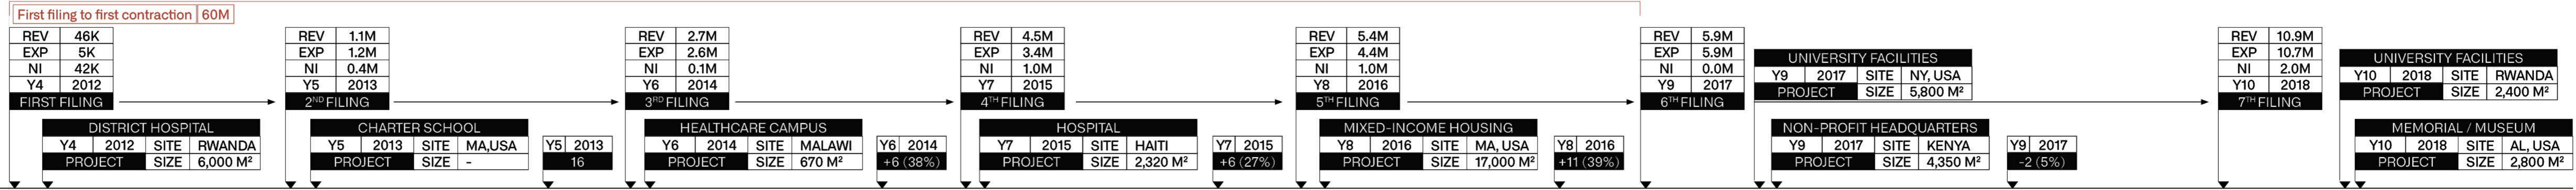 First filing to first contraction 60M
REV 46K
EXP 5K
NI 42K
Y4 2012
FIRST FILING
DISTRICT HOSPITAL
Y4 2012 SITE RWANDA
PROJECT SIZE 6,000 M²
REV 1.1M
EXP 1.2M
NI 0.4M
Y5 2013
2ND FILING
CHARTER SCHOOL
Y5 2013 SITE MA,USA
PROJECT SIZE -
Y5 2013
16
REV 2.7M
EXP 2.6M
NI 0.1M
Y6 2014
3RD FILING
HEALTHCARE CAMPUS
Y6 2014 SITE MALAWI
PROJECT SIZE 670 M²
Y6 2014
+6 (38%)
REV 4.5M
EXP 3.4M
NI 1.0M
Y7 2015
4TH FILING
HOSPITAL
Y7 2015 SITE HAITI
PROJECT SIZE 2,320 M²
Y7 2015
+6 (27%)
REV 5.4M
EXP 4.4M
NI 1.0M
Y8 2016
5TH FILING
MIXED-INCOME HOUSING
Y8 2016 SITE MA, USA
PROJECT SIZE 17,000 M²
Y8 2016
+11 (39%)
REV 5.9M
EXP 5.9M
NI 0.0M
Y9 2017
6TH FILING
UNIVERSITY FACILITIES
Y9 2017 SITE NY, USA
PROJECT SIZE 5,800 M²
NON-PROFIT HEADQUARTERS
Y9 2017 SITE KENYA
PROJECT SIZE 4,350 M²
Y9 2017
-2 (5%)
REV 10.9M
EXP 10.7M
NI 2.0M
Y10 2018
7TH FILING
UNIVERSITY FACILITIES
Y10 2018 SITE RWANDA
PROJECT SIZE 2,400 M²
MEMORIAL / MUSEUM
Y10 2018 SITE AL, USA
PROJECT SIZE 2,800 M²